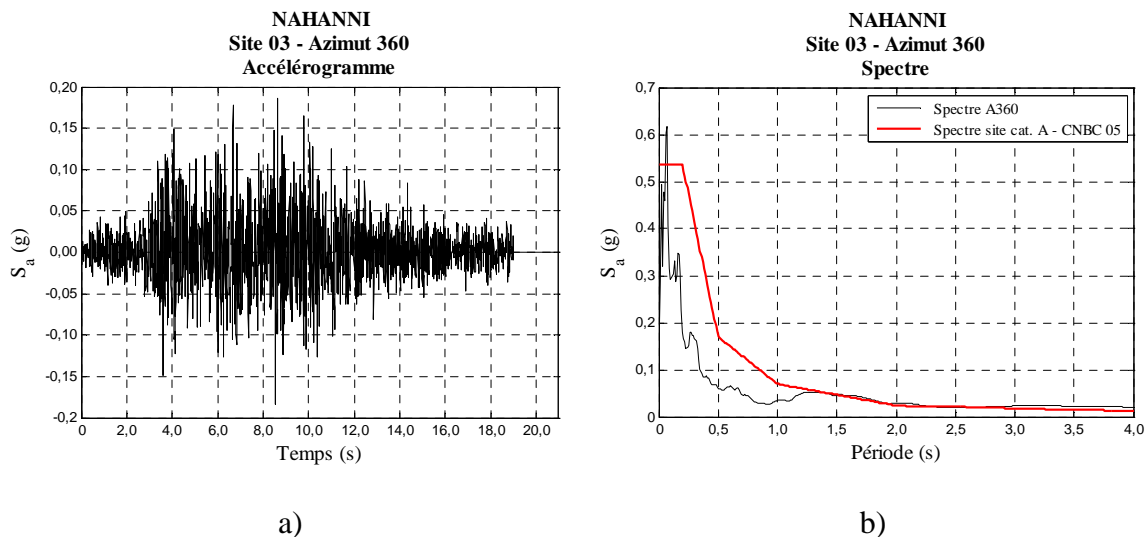 NAHANNI
Site 03 - Azimut 360
Accélérogramme
0,20
0,15
0,10
0,05
0,00
-0,05
-0,10
-0,15
-0,2
S_a (g)
0,0 2,0 4,0 6,0 8,0 10,0 12,0 14,0 16,0 18,0 20,0
Temps (s)
a)
NAHANNI
Site 03 - Azimut 360
Spectre
0,7
0,6
0,5
0,4
0,3
0,2
0,1
0
S_a (g)
Spectre A360
Spectre site cat. A - CNBC 05
0 0,5 1,0 1,5 2,0 2,5 3,0 3,5 4,0
Période (s)
b)